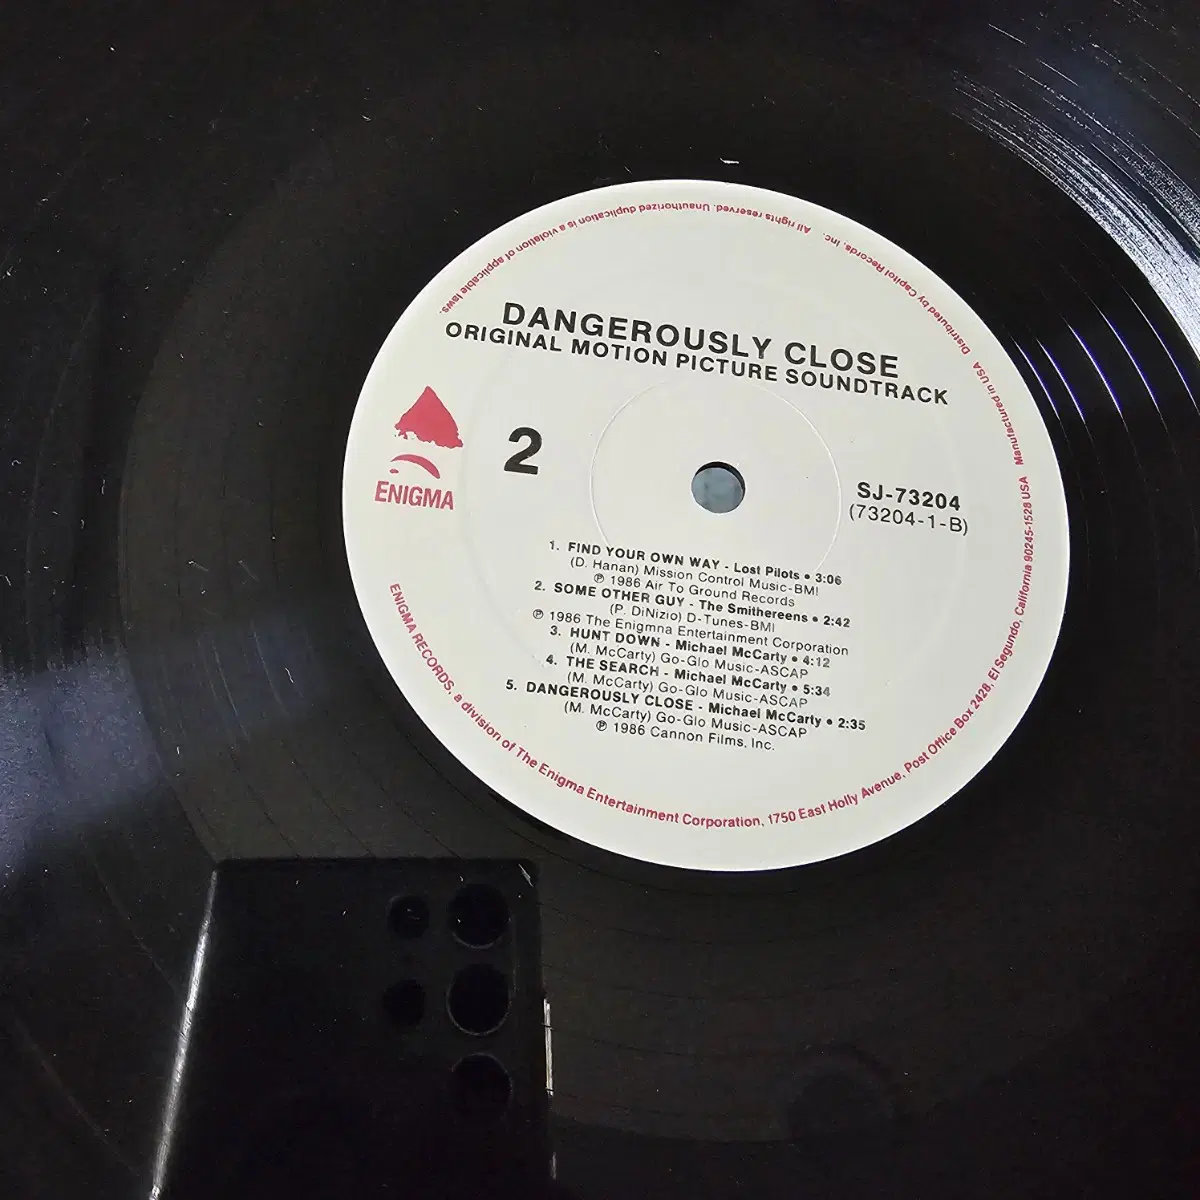 DANGEROUSLY CLOSE
ORIGINAL MOTION PICTURE SOUNDTRACK
ENIGMA
2
SJ-73204
(73204-1-B)
1. FIND YOUR OWN WAY - Lost Pilots • 3:06
(D. Hanan) Mission Control Music-BMI
℗ 1986 Air To Ground Records
2. SOME OTHER GUY - The Smithereens • 2:42
(P. DiNizio) D-Tunes-BMI
℗ 1986 The Enigmna Entertainment Corporation
3. HUNT DOWN - Michael McCarty • 4:12
(M. McCarty) Go-Glo Music-ASCAP
4. THE SEARCH - Michael McCarty • 5:34
(M. McCarty) Go-Glo Music-ASCAP
5. DANGEROUSLY CLOSE - Michael McCarty • 2:35
(M. McCarty) Go-Glo Music-ASCAP
℗ 1986 Cannon Films, Inc.
ENIGMA RECORDS, a division of The Enigma Entertainment Corporation, 1750 East Holly Avenue, Post Office Box 2428, El Segundo, California 90245-1528 USA Manufactured in USA Distributed by Capitol Records, Inc. All rights reserved. Unauthorized duplication is a violation of applicable laws.